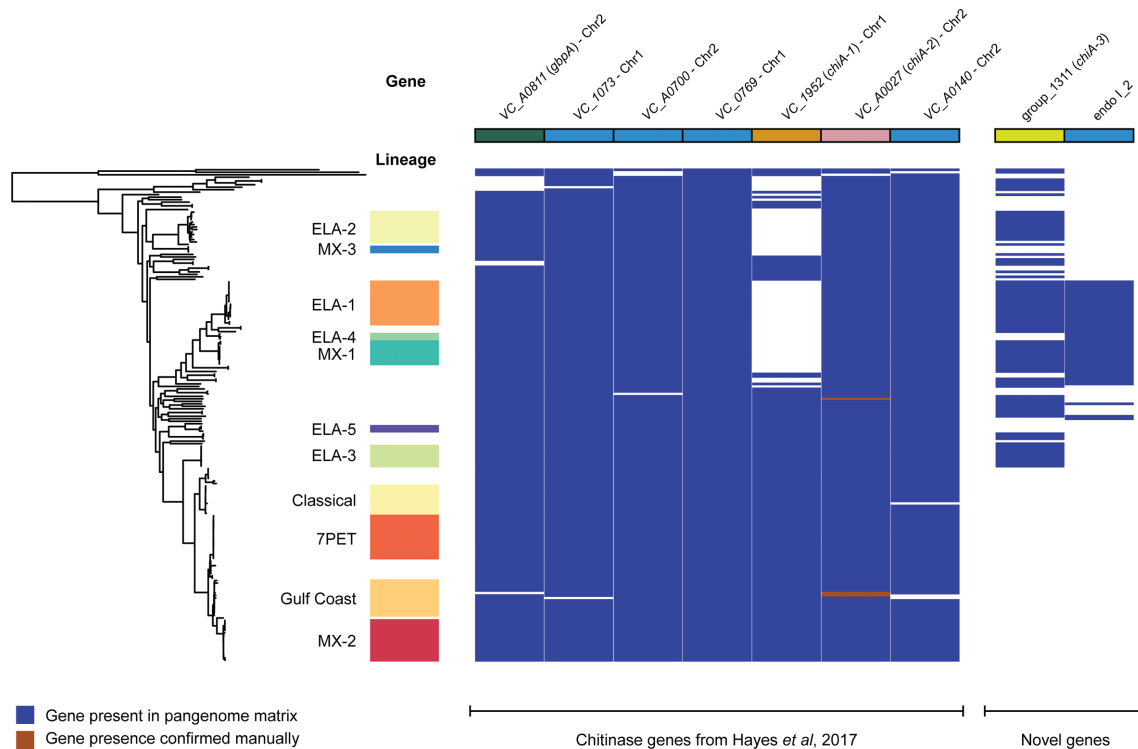 Gene
VC_A0811 (gbpA) - Chr2
VC_1073 - Chr1
VC_A0700 - Chr2
VC_0769 - Chr1
VC_1952 (chiA-1) - Chr1
VC_A0027 (chiA-2) - Chr2
VC_A0140 - Chr2
group_1311 (chiA-3)
endo I_2
Lineage
ELA-2
MX-3
ELA-1
ELA-4
MX-1
ELA-5
ELA-3
Classical
7PET
Gulf Coast
MX-2
Gene present in pangenome matrix
Gene presence confirmed manually
Chitinase genes from Hayes et al, 2017
Novel genes